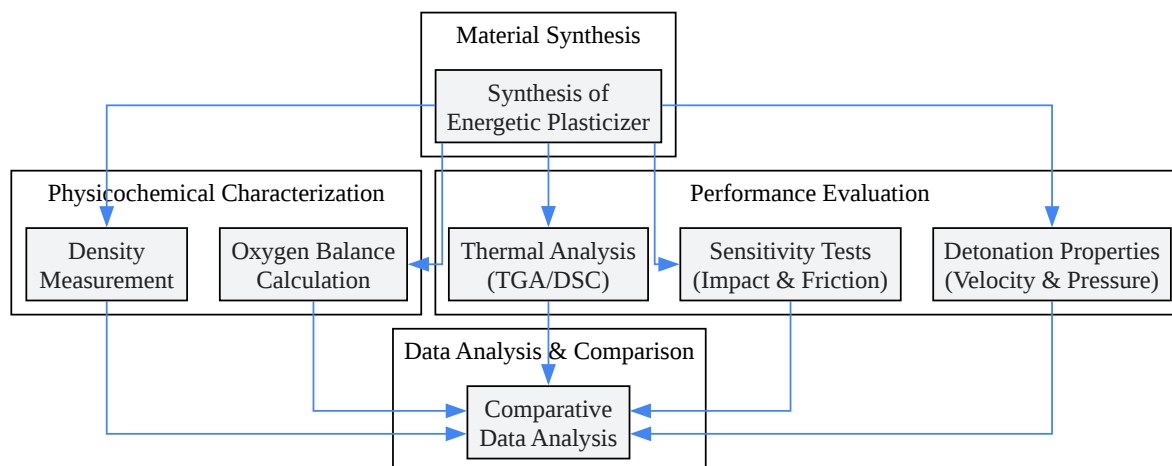 Material Synthesis
Synthesis of
Energetic Plasticizer
Physicochemical Characterization
Performance Evaluation
Density
Measurement
Oxygen Balance
Calculation
Thermal Analysis
(TGA/DSC)
Sensitivity Tests
(Impact & Friction)
Detonation Properties
(Velocity & Pressure)
Data Analysis & Comparison
Comparative
Data Analysis